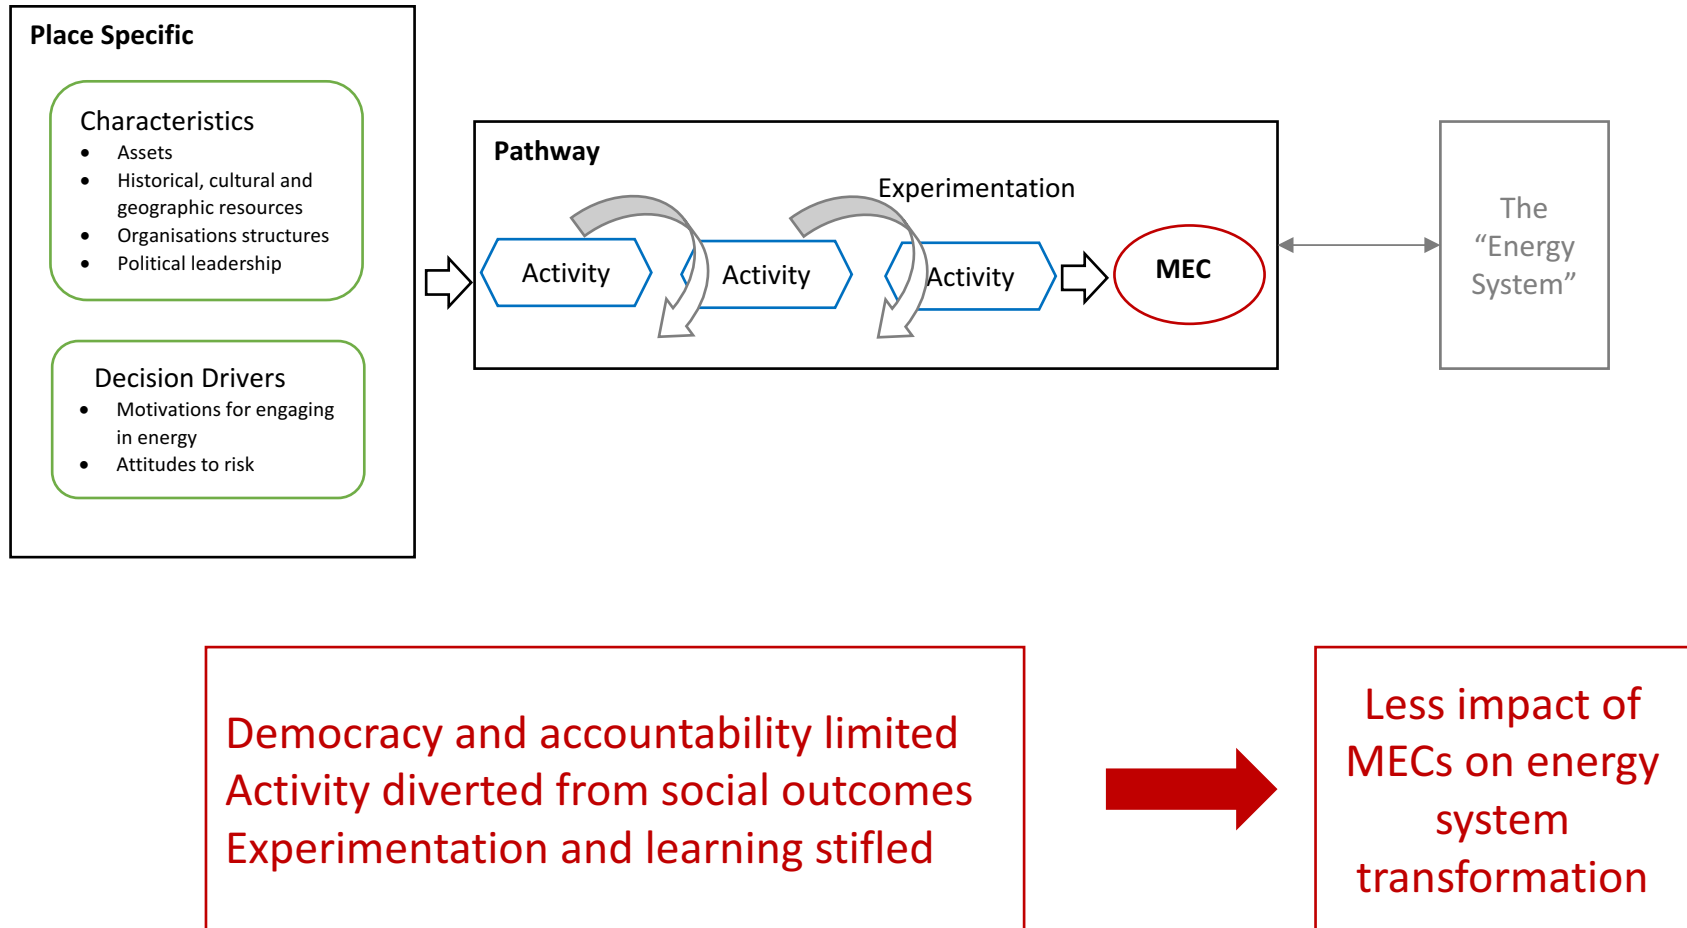 Place Specific
Characteristics
• Assets
• Historical, cultural and
geographic resources
• Organisations structures
• Political leadership
Decision Drivers
• Motivations for engaging
in energy
• Attitudes to risk
Pathway
Experimentation
Activity
Activity
Activity
MEC
The
“Energy
System”
Democracy and accountability limited
Activity diverted from social outcomes
Experimentation and learning stifled
Less impact of
MECs on energy
system
transformation